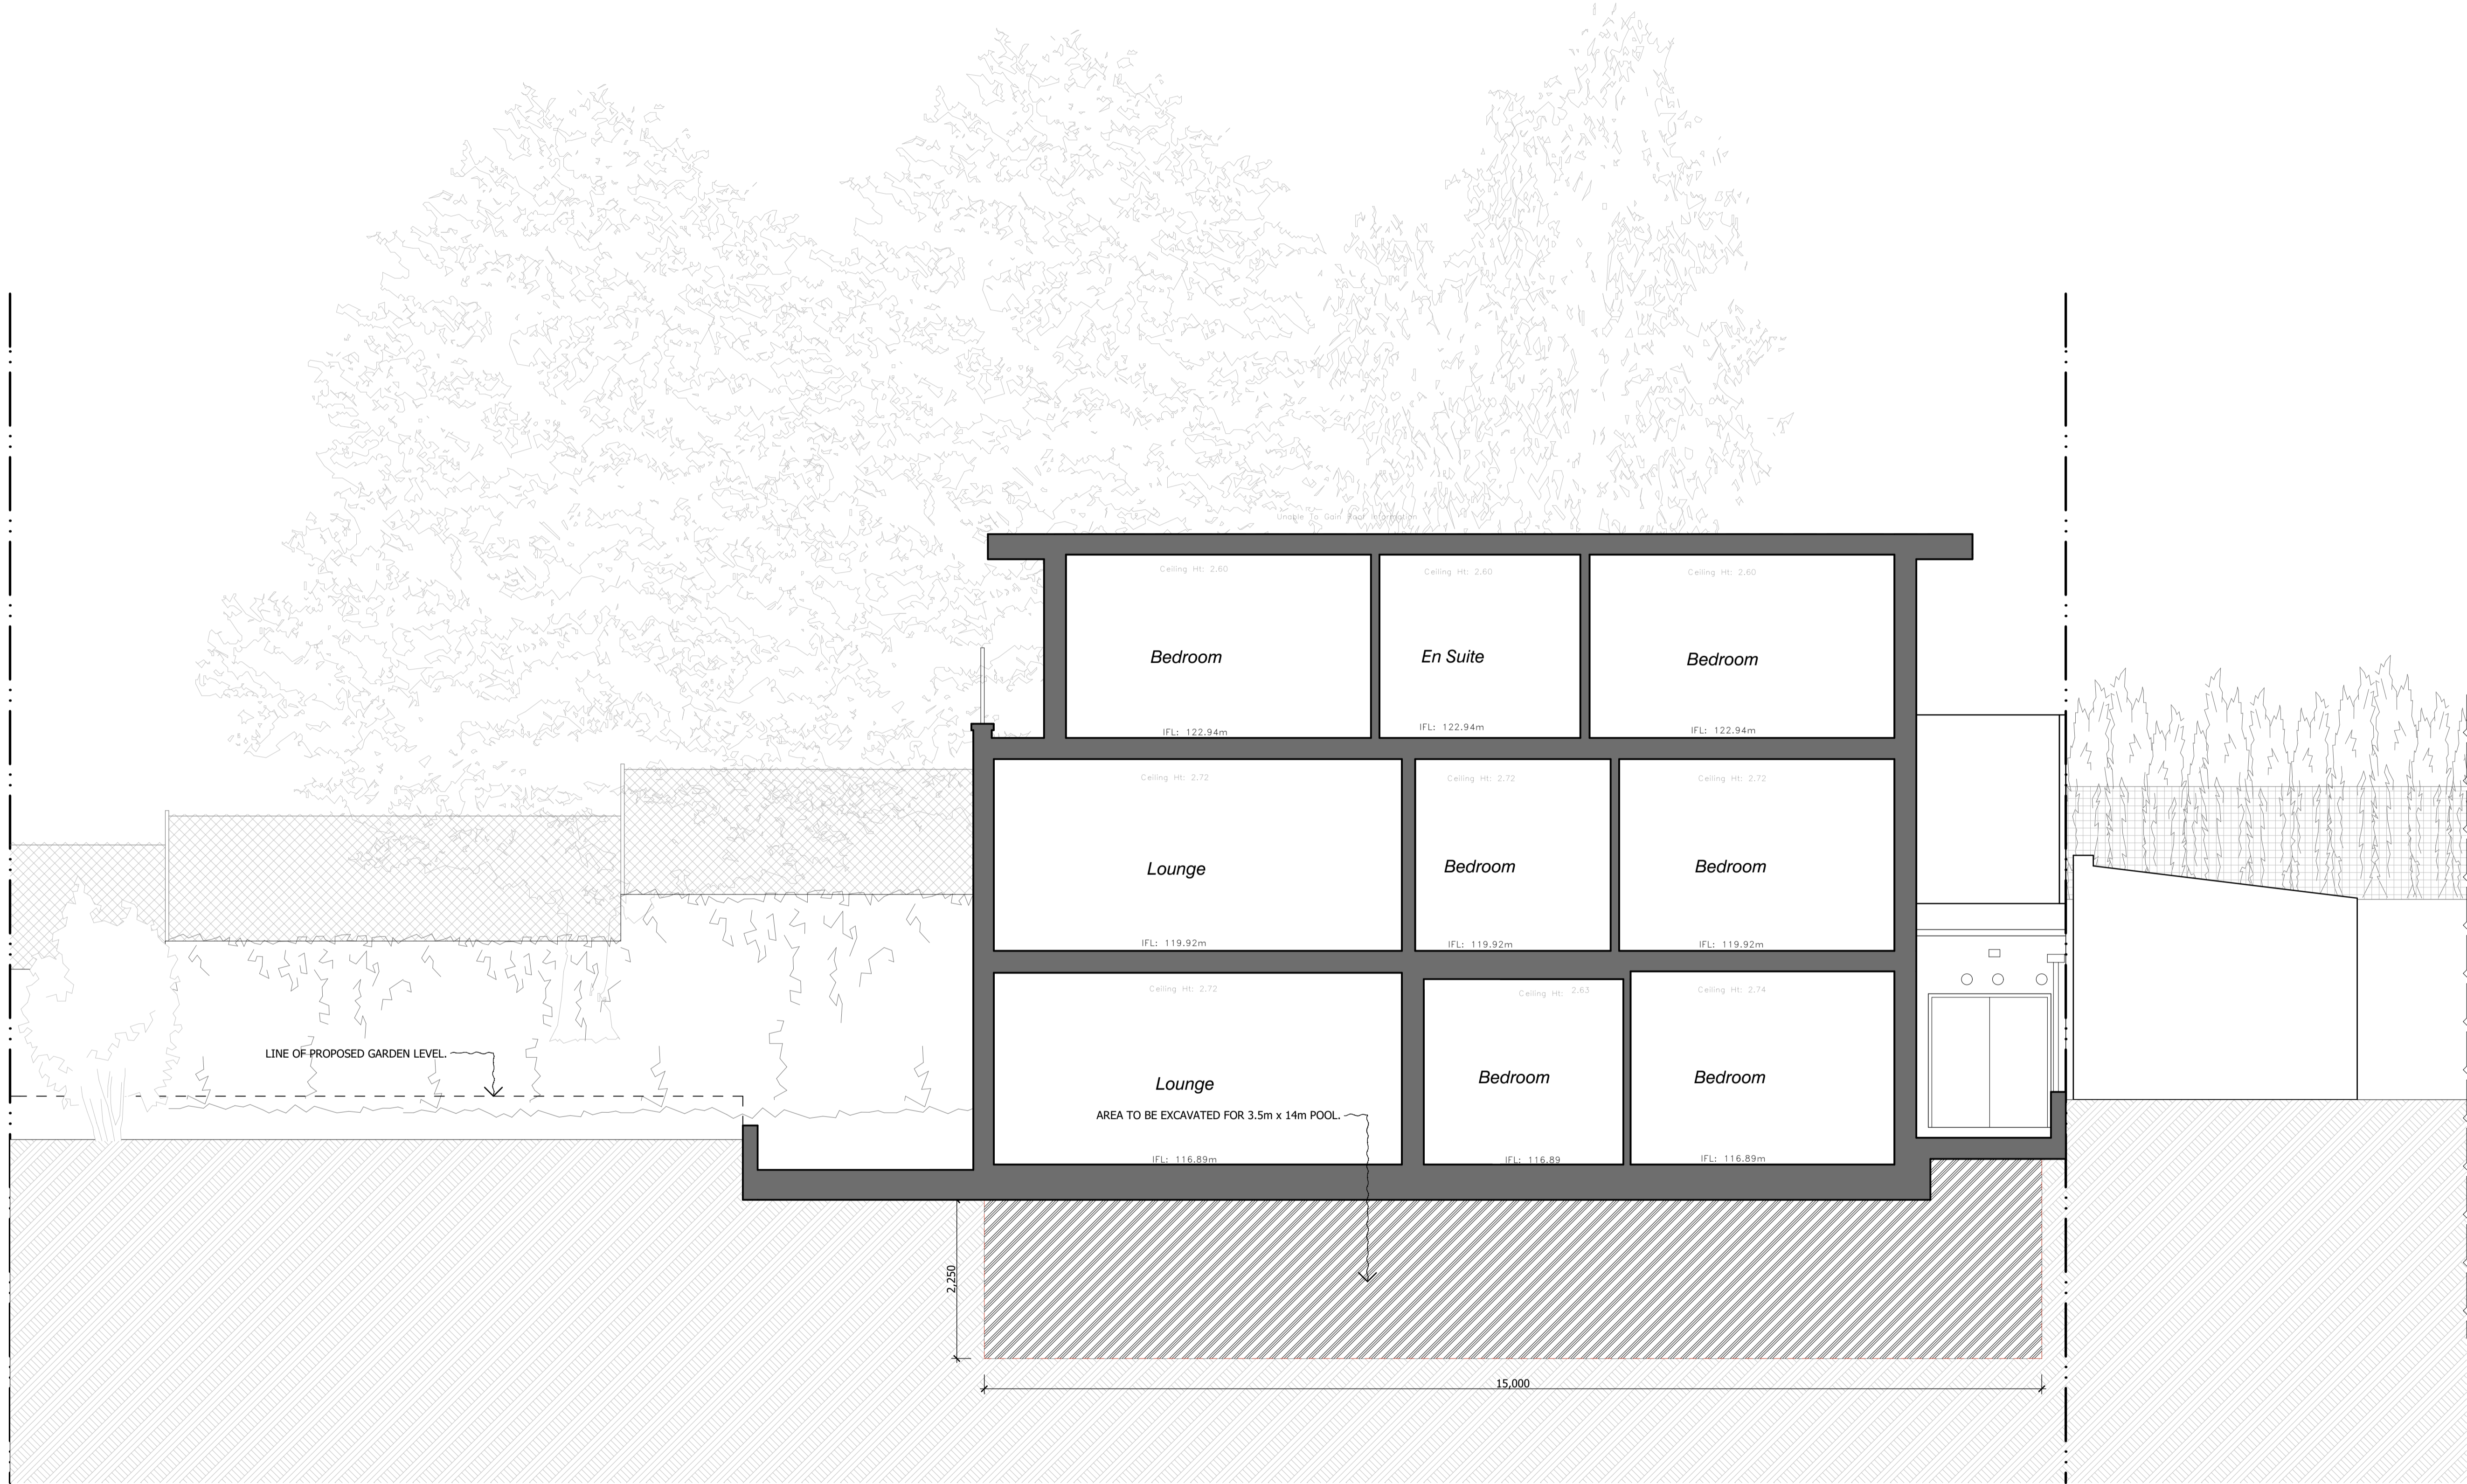 Unable To Gain Roof Information
Ceiling Ht: 2.60
Ceiling Ht: 2.60
Ceiling Ht: 2.60
Bedroom
En Suite
Bedroom
IFL: 122.94m
IFL: 122.94m
IFL: 122.94m
Ceiling Ht: 2.72
Ceiling Ht: 2.72
Ceiling Ht: 2.72
Lounge
Bedroom
Bedroom
IFL: 119.92m
IFL: 119.92m
IFL: 119.92m
Ceiling Ht: 2.72
Ceiling Ht: 2.63
Ceiling Ht: 2.74
LINE OF PROPOSED GARDEN LEVEL.
Lounge
Bedroom
Bedroom
AREA TO BE EXCAVATED FOR 3.5m x 14m POOL.
IFL: 116.89m
IFL: 116.89
IFL: 116.89m
2,250
15,000